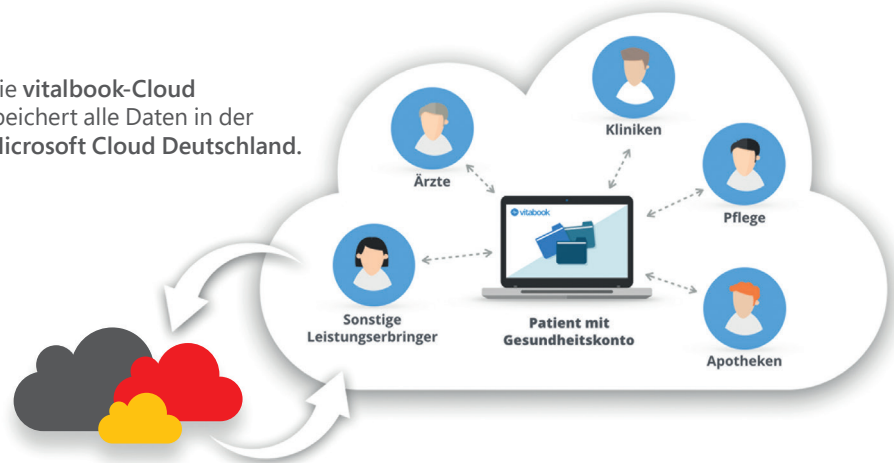 ie vitalbook-Cloud
peichert alle Daten in der
Microsoft Cloud Deutschland.
Kliniken
Ärzte
Pflege
vitabook
Sonstige
Leistungserbringer
Patient mit
Gesundheitskonto
Apotheken